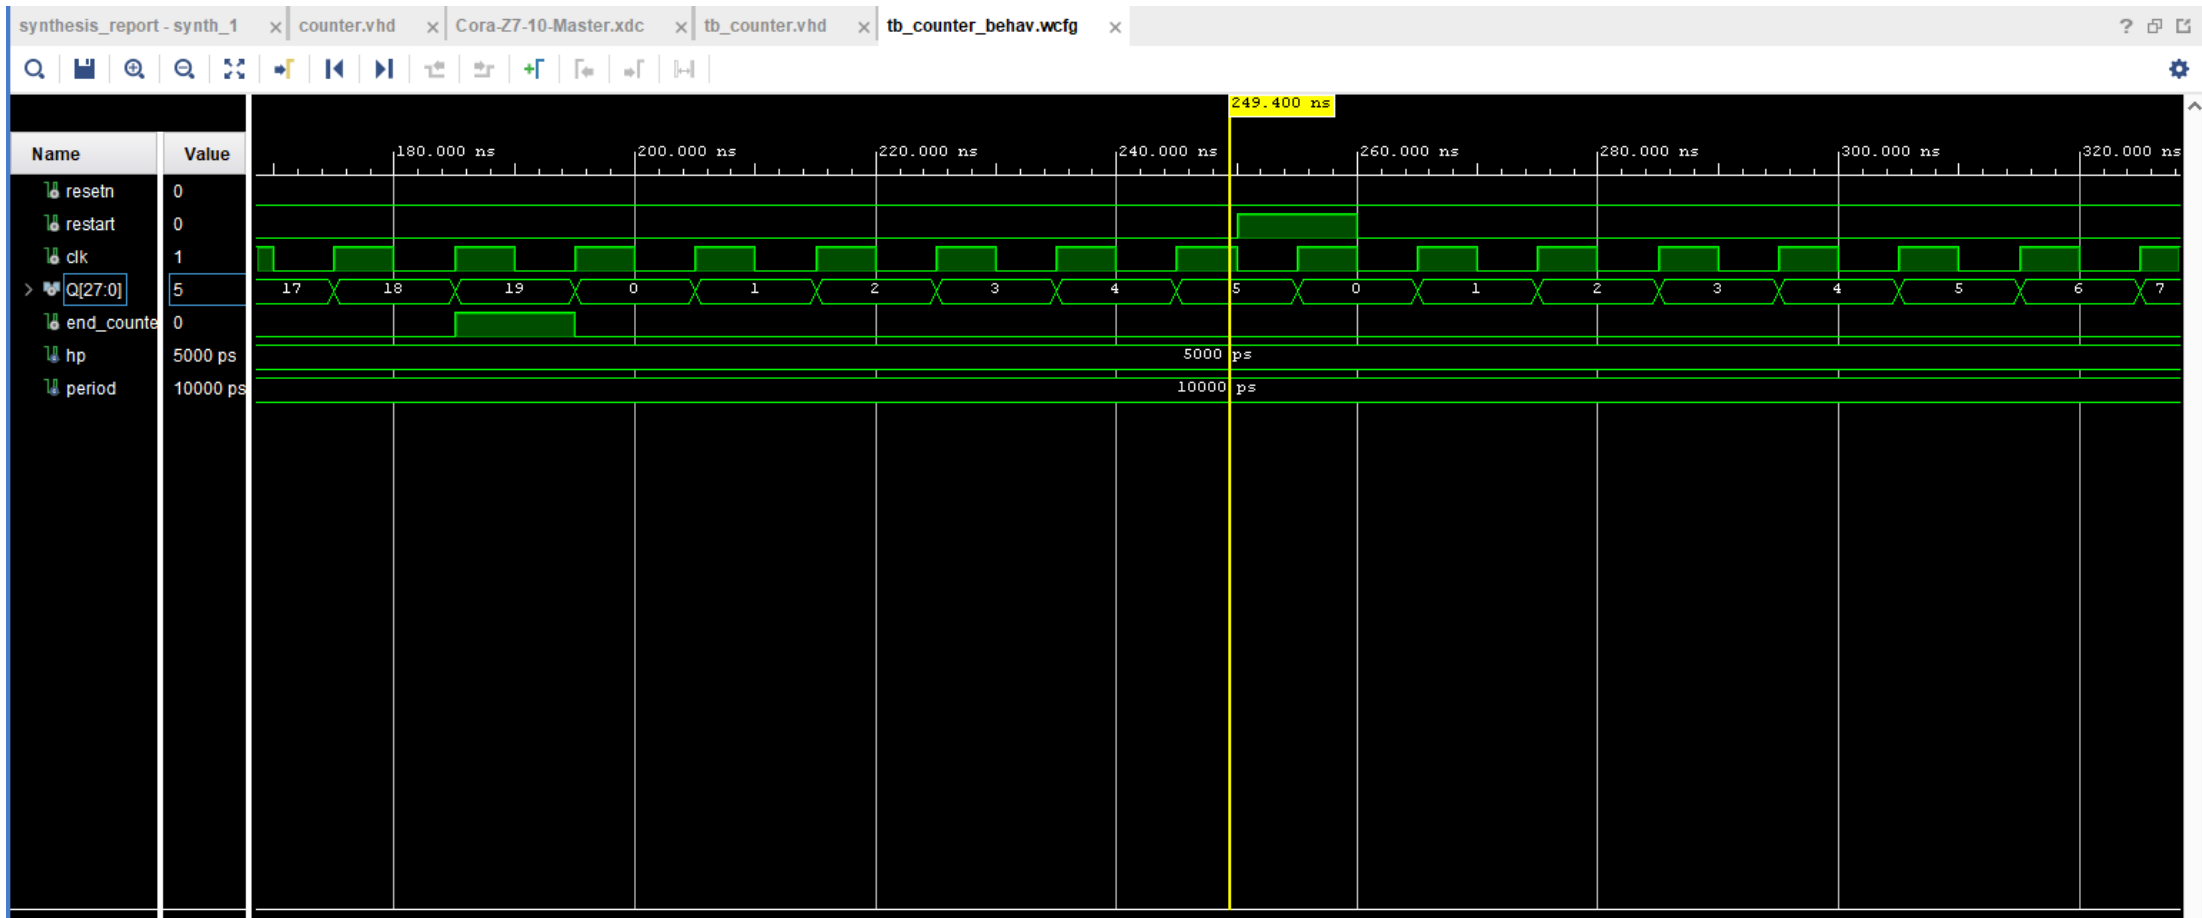 synthesis_report - synth_1 × counter.vhd × Cora-Z7-10-Master.xdc × tb_counter.vhd × tb_counter_behav.wcfg × ?
249.400 ns
Name Value 180.000 ns 200.000 ns 220.000 ns 240.000 ns 260.000 ns 280.000 ns 300.000 ns 320.000 ns
resetn 0
restart 0
clk 1
> Q[27:0] 5 17 18 19 0 1 2 3 4 5 0 1 2 3 4 5 6 7
end_counte 0
hp 5000 ps 5000 ps
period 10000 ps 10000 ps